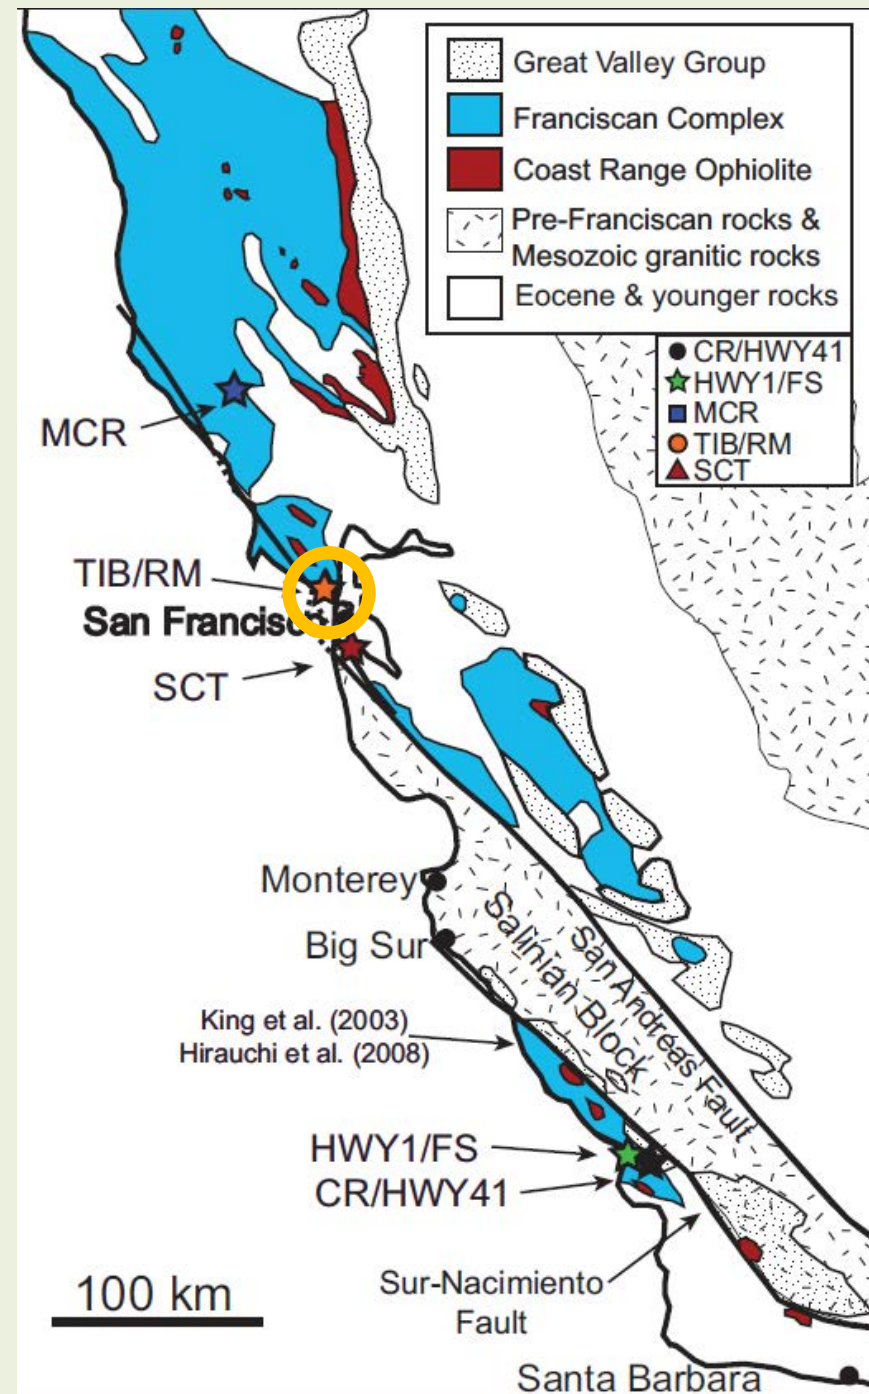 Great Valley Group
Franciscan Complex
Coast Range Ophiolite
Pre-Franciscan rocks &
Mesozoic granitic rocks
Eocene & younger rocks
CR/HWY41
HWY1/FS
MCR
TIB/RM
SCT
MCR
TIB/RM
San Francisco
SCT
Monterey
Big Sur
San Andreas Fault
Salinian Block
King et al. (2003)
Hirauchi et al. (2008)
HWY1/FS
CR/HWY41
Sur-Nacimiento
Fault
100 km
Santa Barbara